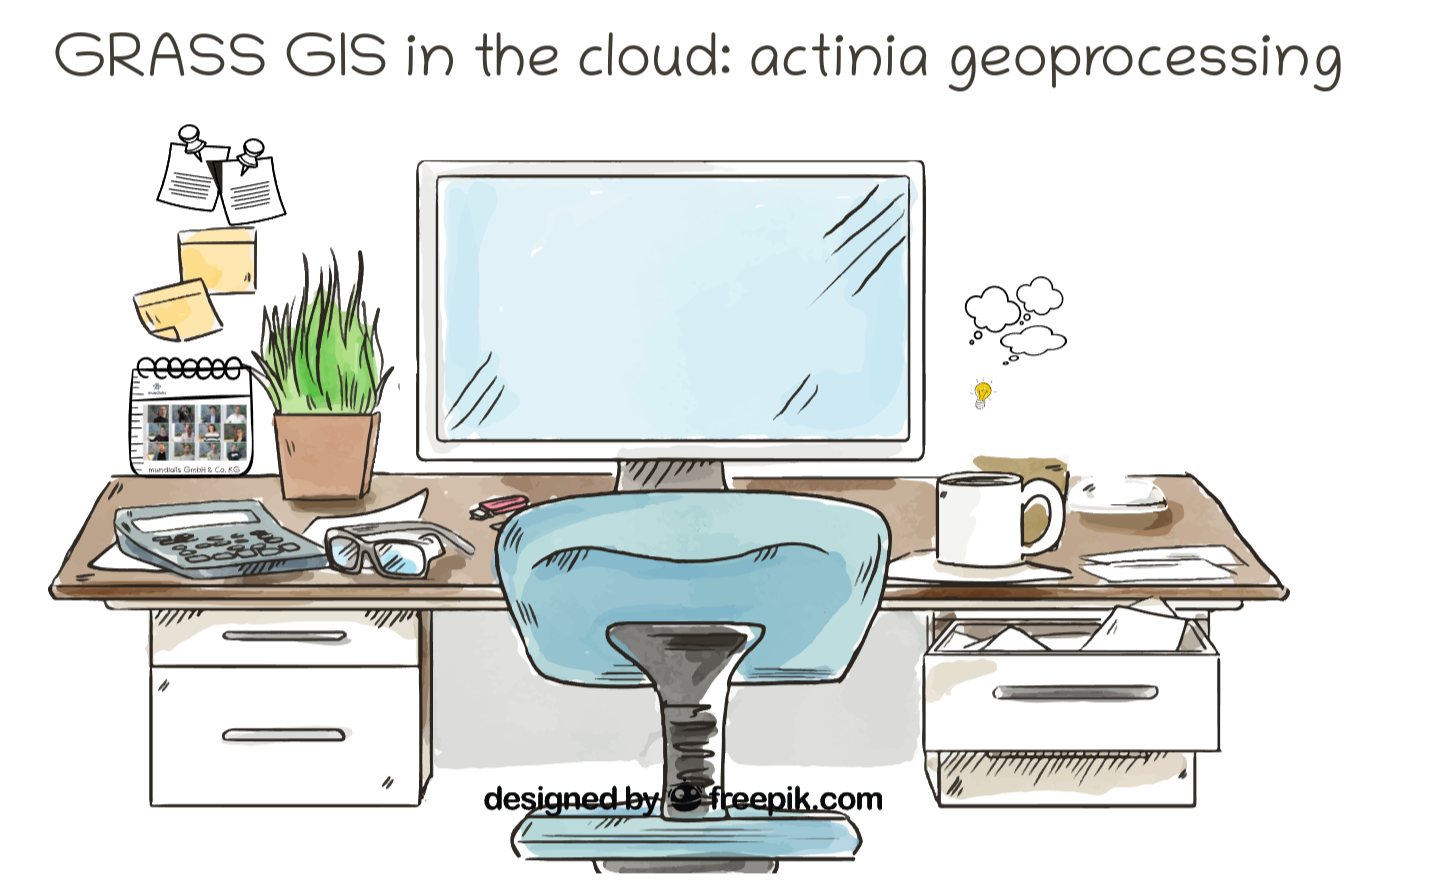 GRASS GIS in the cloud: actinia geoprocessing
mundialis
mundialis GmbH & Co. KG
designed by freepik.com